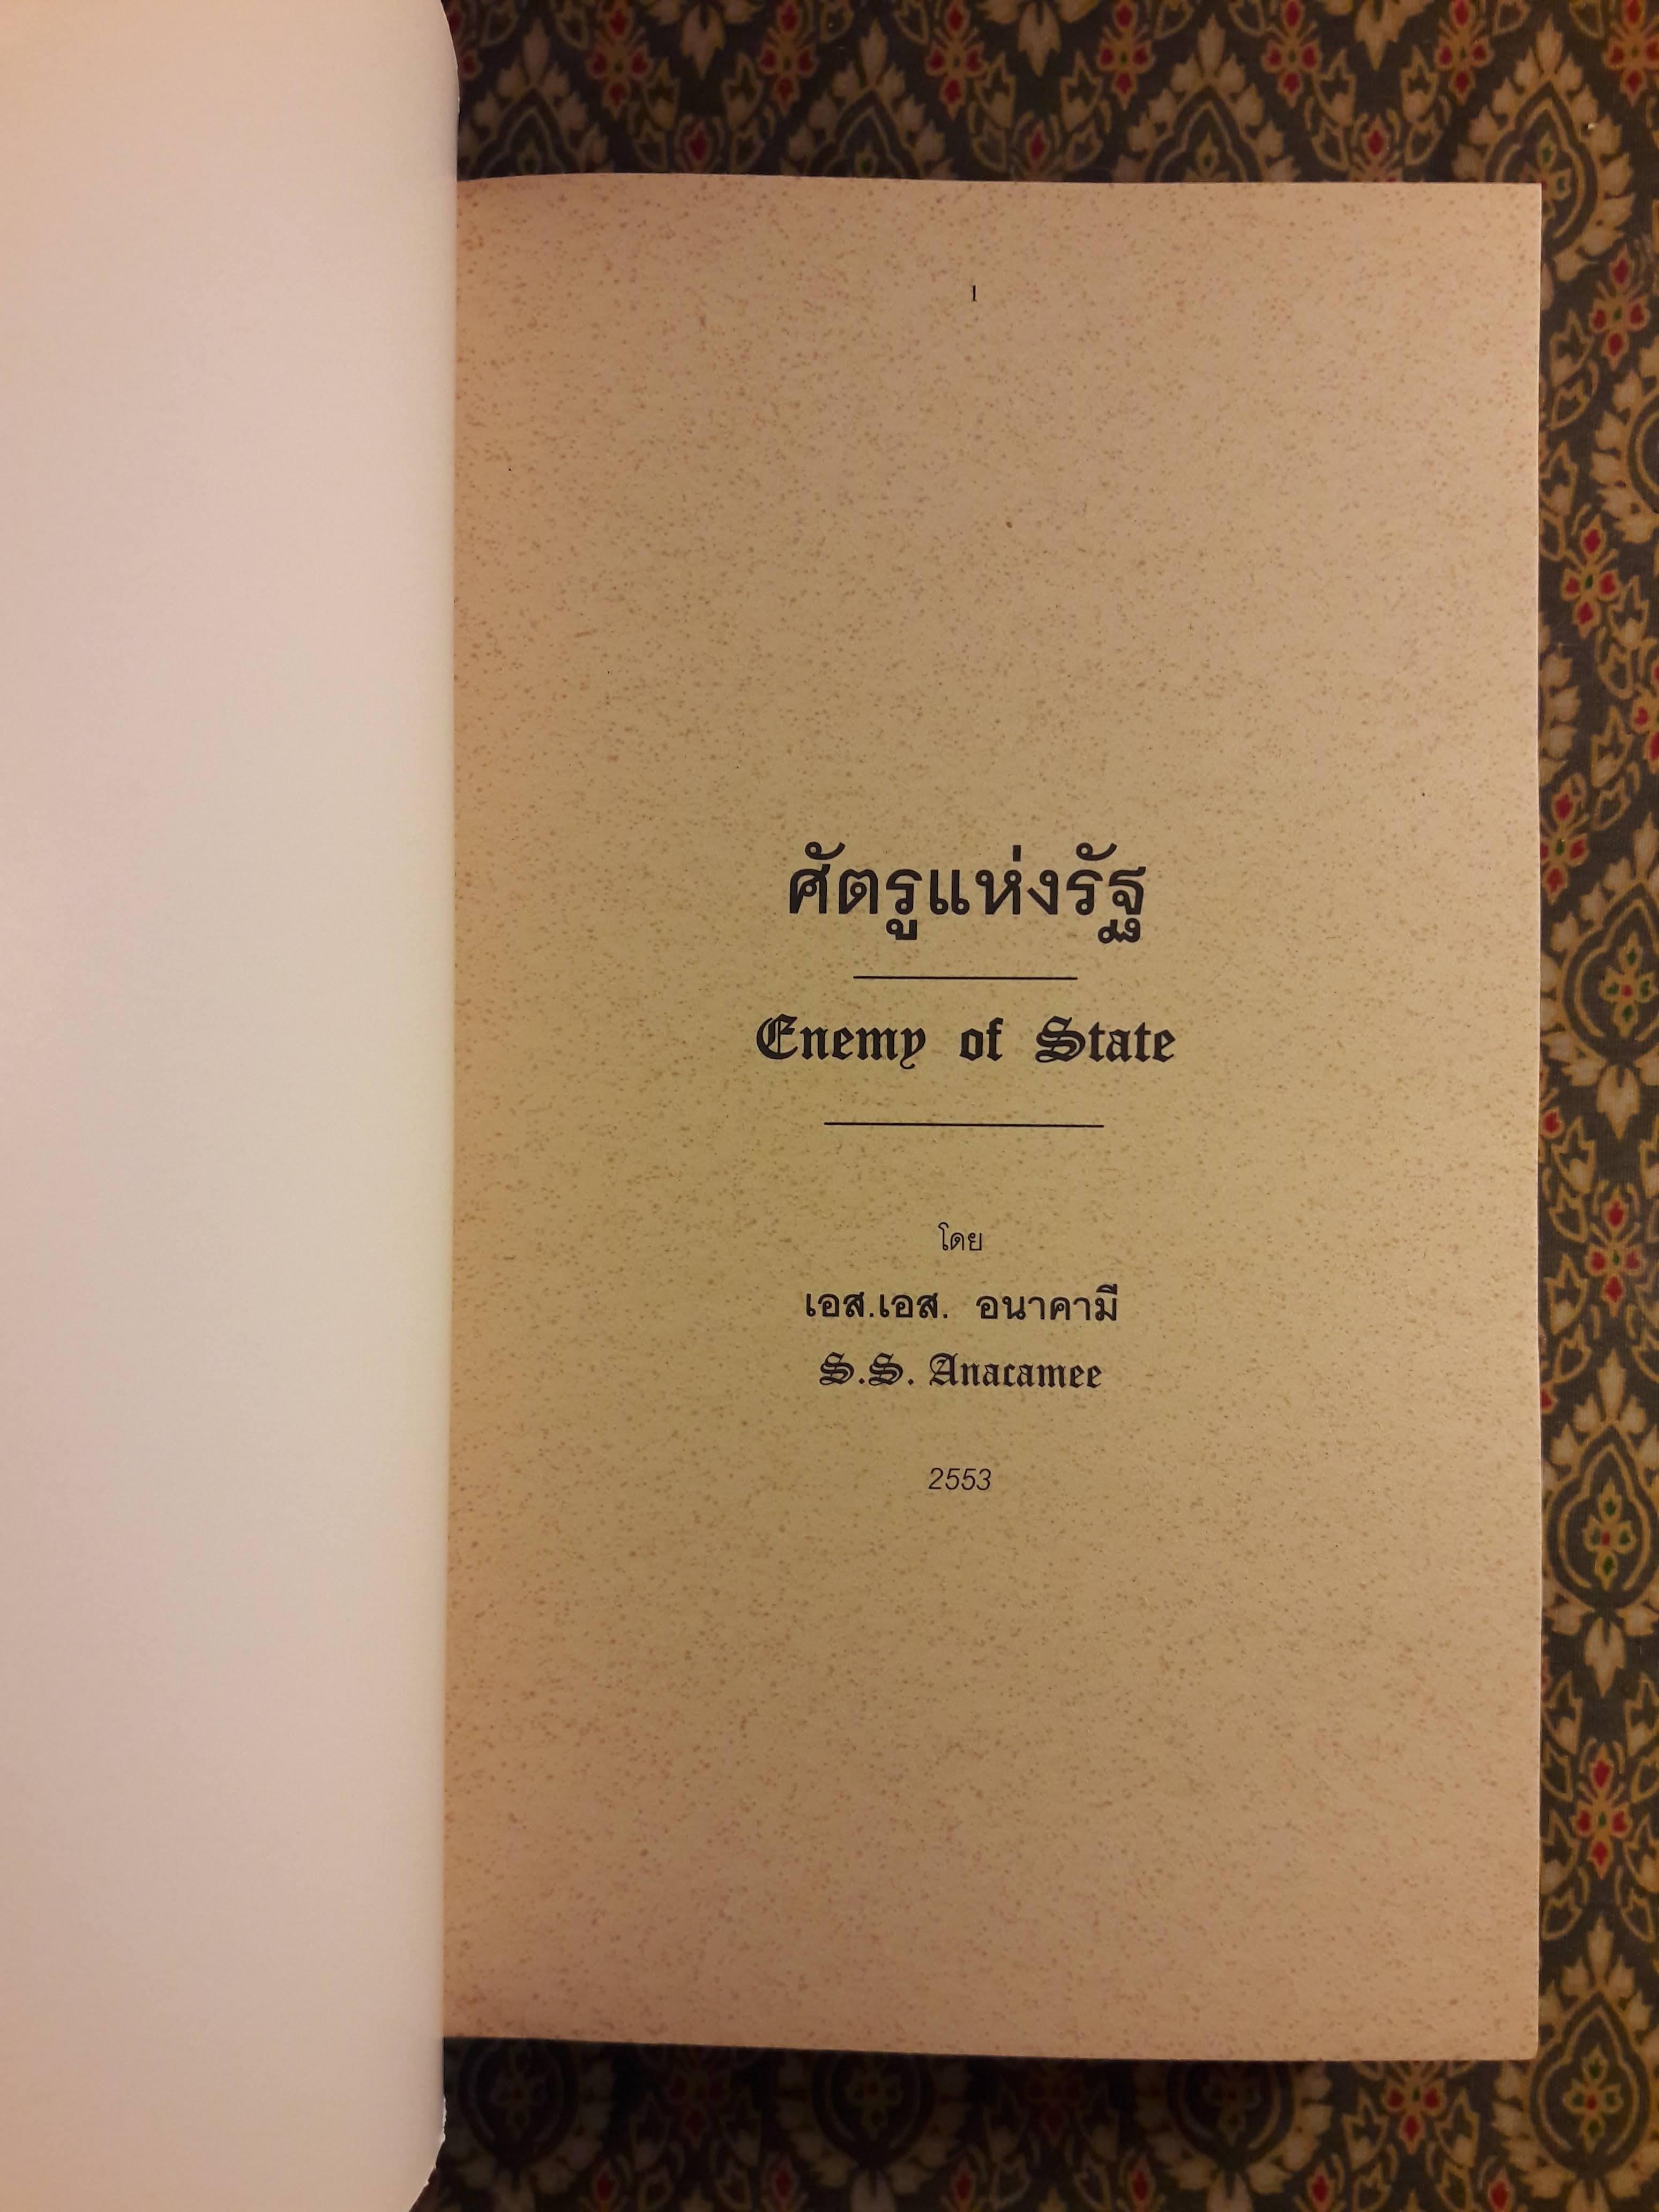 1
ศัตรูแห่งรัฐ
Enemy of State
โดย
เอส.เอส. อนาคามี
S.S. Anacamee
2553